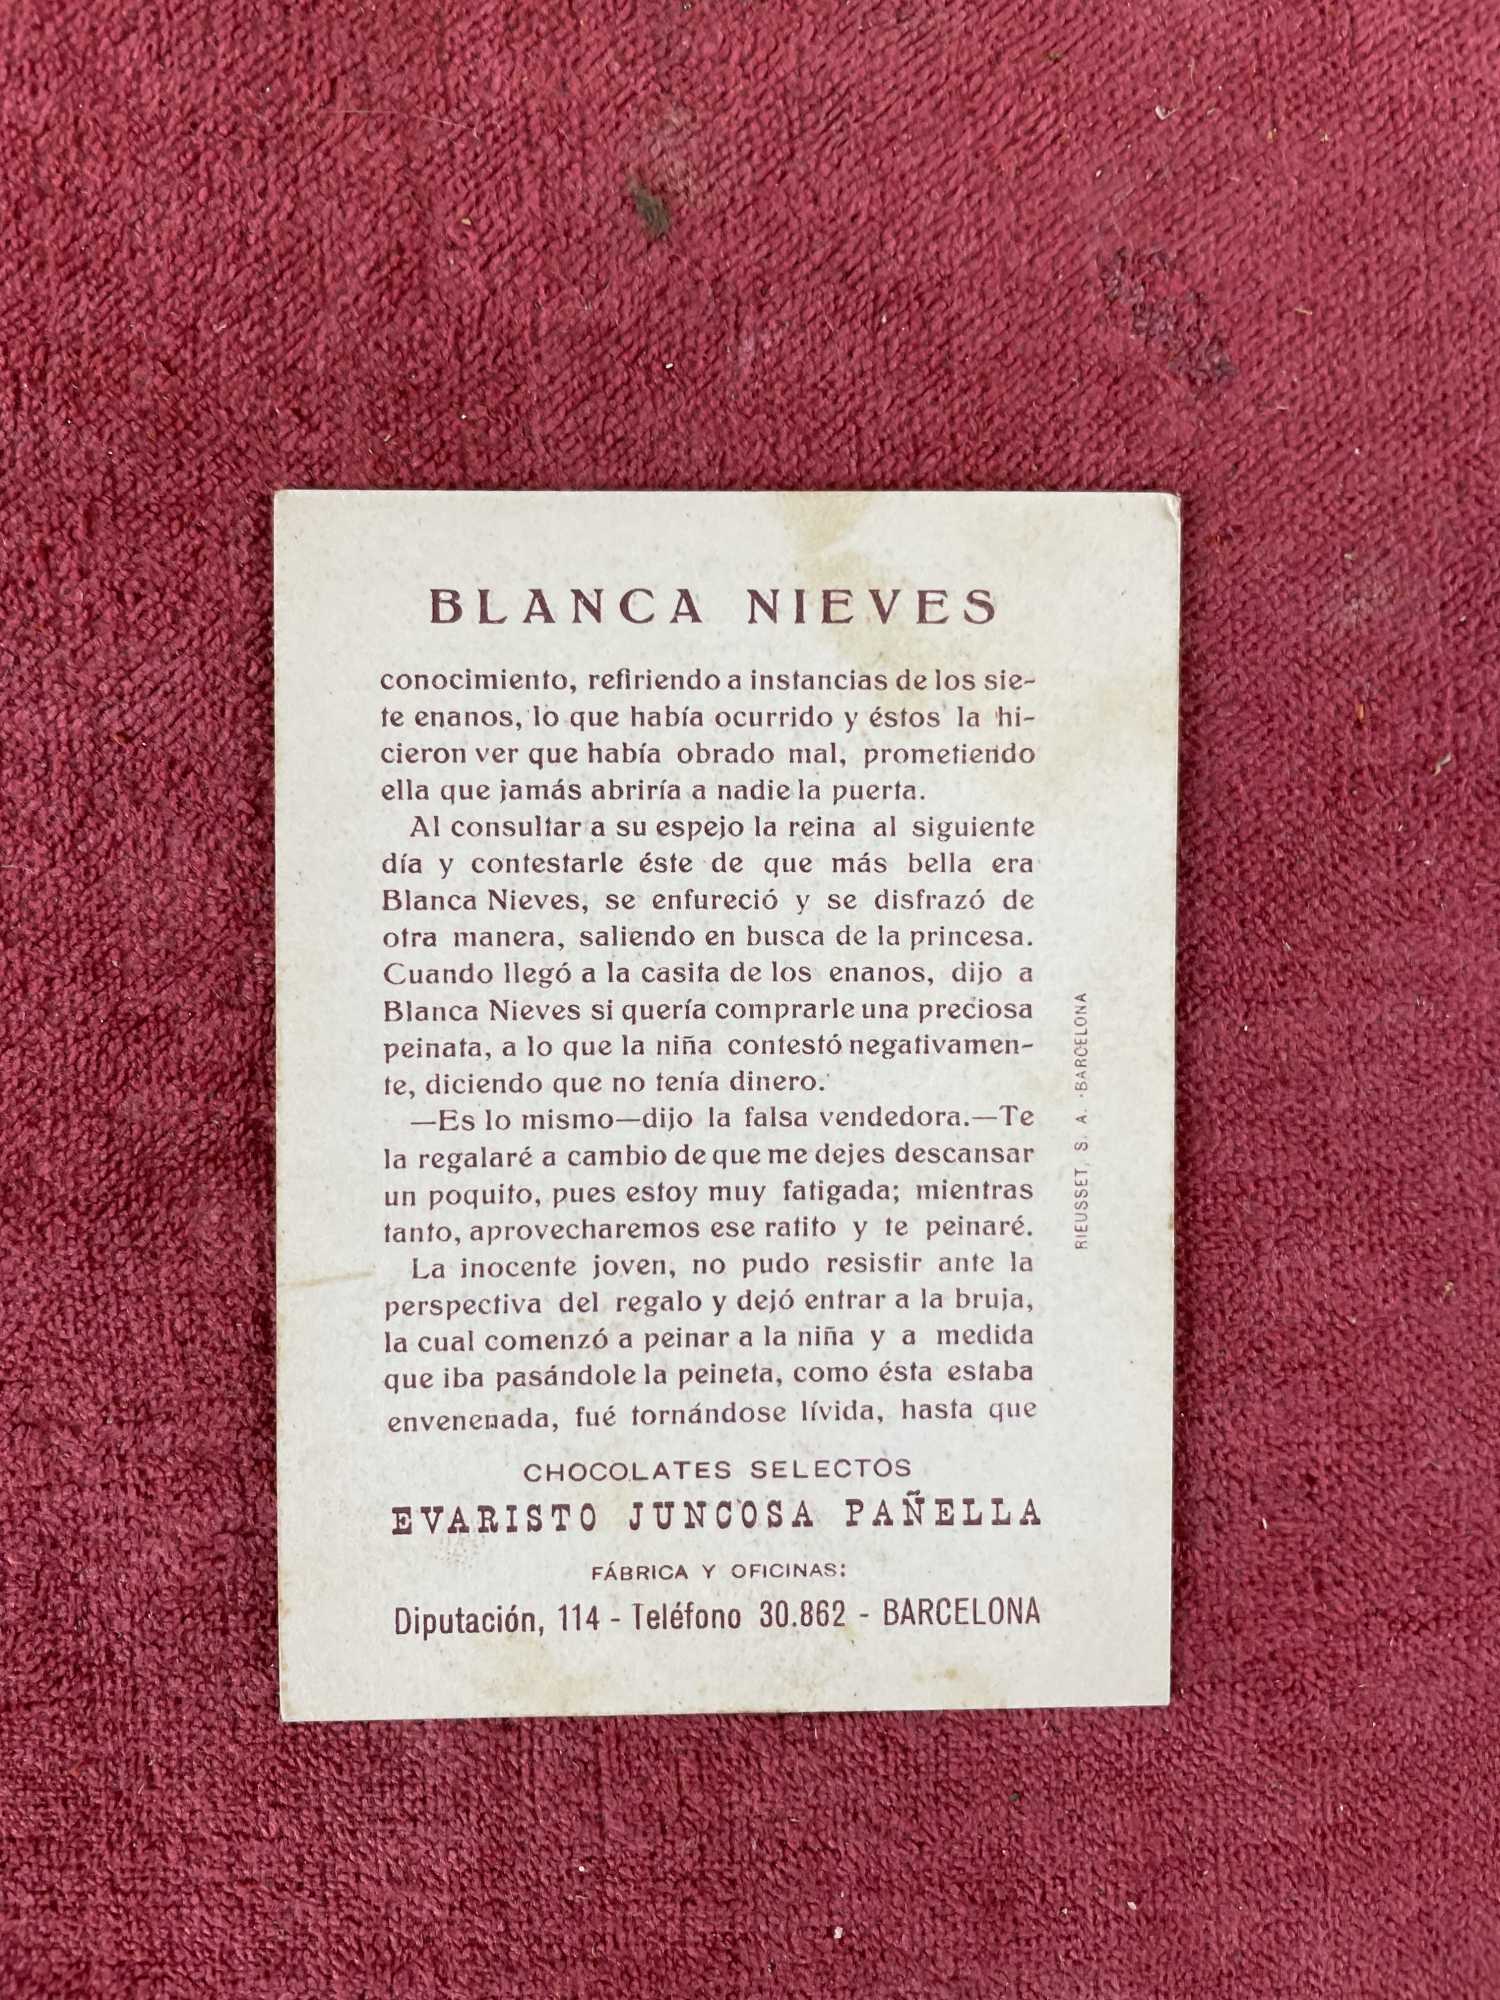 BLANCA NIEVES
conocimiento, refiriendo a instancias de los sie-
te enanos, lo que había ocurrido y éstos la hi-
cieron ver que había obrado mal, prometiendo
ella que jamás abriría a nadie la puerta.
Al consultar a su espejo la reina al siguiente
día y contestarle éste de que más bella era
Blanca Nieves, se enfureció y se disfrazó de
otra manera, saliendo en busca de la princesa.
Cuando llegó a la casita de los enanos, dijo a
Blanca Nieves si quería comprarle una preciosa
peinata, a lo que la niña contestó negativamen-
te, diciendo que no tenía dinero.
—Es lo mismo—dijo la falsa vendedora.—Te
la regalaré a cambio de que me dejes descansar
un poquito, pues estoy muy fatigada; mientras
tanto, aprovecharemos ese ratito y te peinaré.
La inocente joven, no pudo resistir ante la
perspectiva del regalo y dejó entrar a la bruja,
la cual comenzó a peinar a la niña y a medida
que iba pasándole la peineta, como ésta estaba
envenenada, fué tornándose lívida, hasta que
CHOCOLATES SELECTOS
EVARISTO JUNCOSA PAÑELLA
FÁBRICA Y OFICINAS:
Diputación, 114 - Teléfono 30.862 - BARCELONA
RIEUSSET, S. A. - BARCELONA